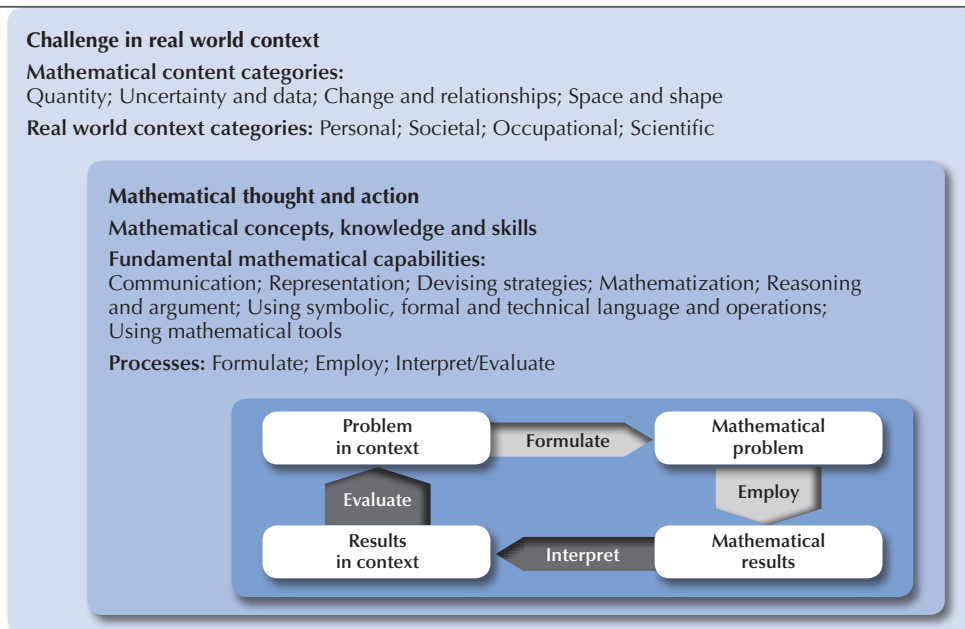 Challenge in real world context
Mathematical content categories:
Quantity; Uncertainty and data; Change and relationships; Space and shape
Real world context categories: Personal; Societal; Occupational; Scientific
Mathematical thought and action
Mathematical concepts, knowledge and skills
Fundamental mathematical capabilities:
Communication; Representation; Devising strategies; Mathematization; Reasoning
and argument; Using symbolic, formal and technical language and operations;
Using mathematical tools
Processes: Formulate; Employ; Interpret/Evaluate
Problem
in context
Formulate
Mathematical
problem
Evaluate
Employ
Results
in context
Interpret
Mathematical
results